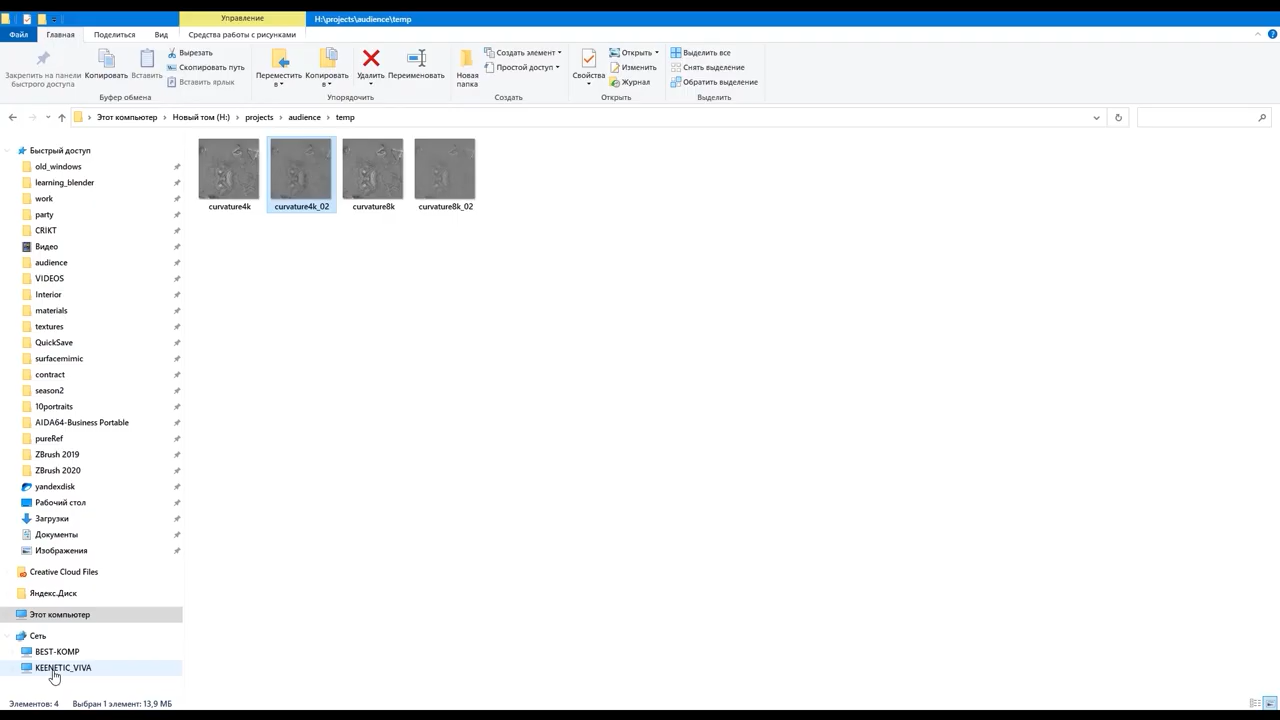 Управление
H:\projects\audience\temp
Файл
Главная
Поделиться
Вид
Средства работы с рисунками
Закрепить на панели
быстрого доступа
Копировать
Вставить
Вырезать
Скопировать путь
Вставить ярлык
Буфер обмена
Переместить
в
Копировать
в
Удалить
Переименовать
Упорядочить
Новая
папка
Создать элемент
Простой доступ
Создать
Свойства
Открыть
Изменить
Журнал
Открыть
Выделить все
Снять выделение
Обратить выделение
Выделить
Этот компьютер
Новый том (H:)
projects
audience
temp
Быстрый доступ
old_windows
learning_blender
work
party
CRIKT
Видео
audience
VIDEOS
Interior
materials
textures
QuickSave
surfacemimic
contract
season2
10portraits
AIDA64-Business Portable
pureRef
ZBrush 2019
ZBrush 2020
yandexdisk
Рабочий стол
Загрузки
Документы
Изображения
Creative Cloud Files
Яндекс.Диск
Этот компьютер
Сеть
BEST-KOMP
KEENETIC_VIVA
curvature4k
curvature4k_02
curvature8k
curvature8k_02
Элементов: 4
Выбран 1 элемент: 13,9 МБ